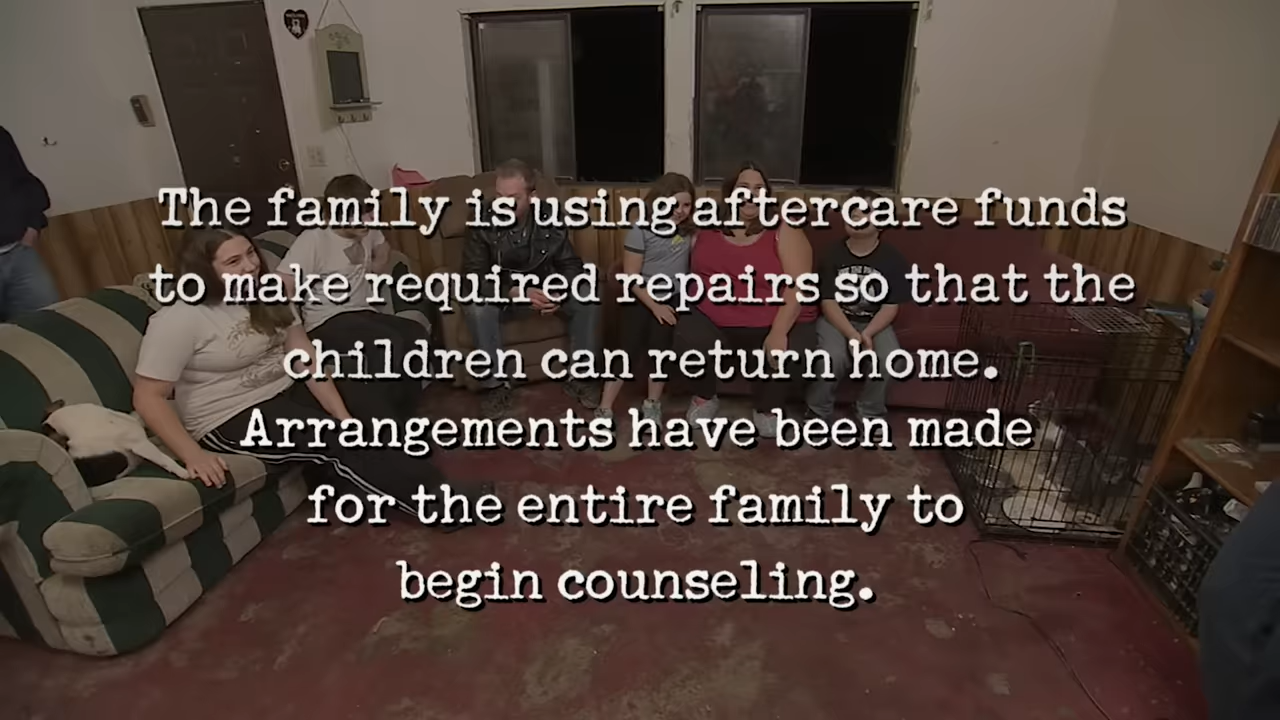 The family is using aftercare funds
to make required repairs so that the
children can return home.
Arrangements have been made
for the entire family to
begin counseling.